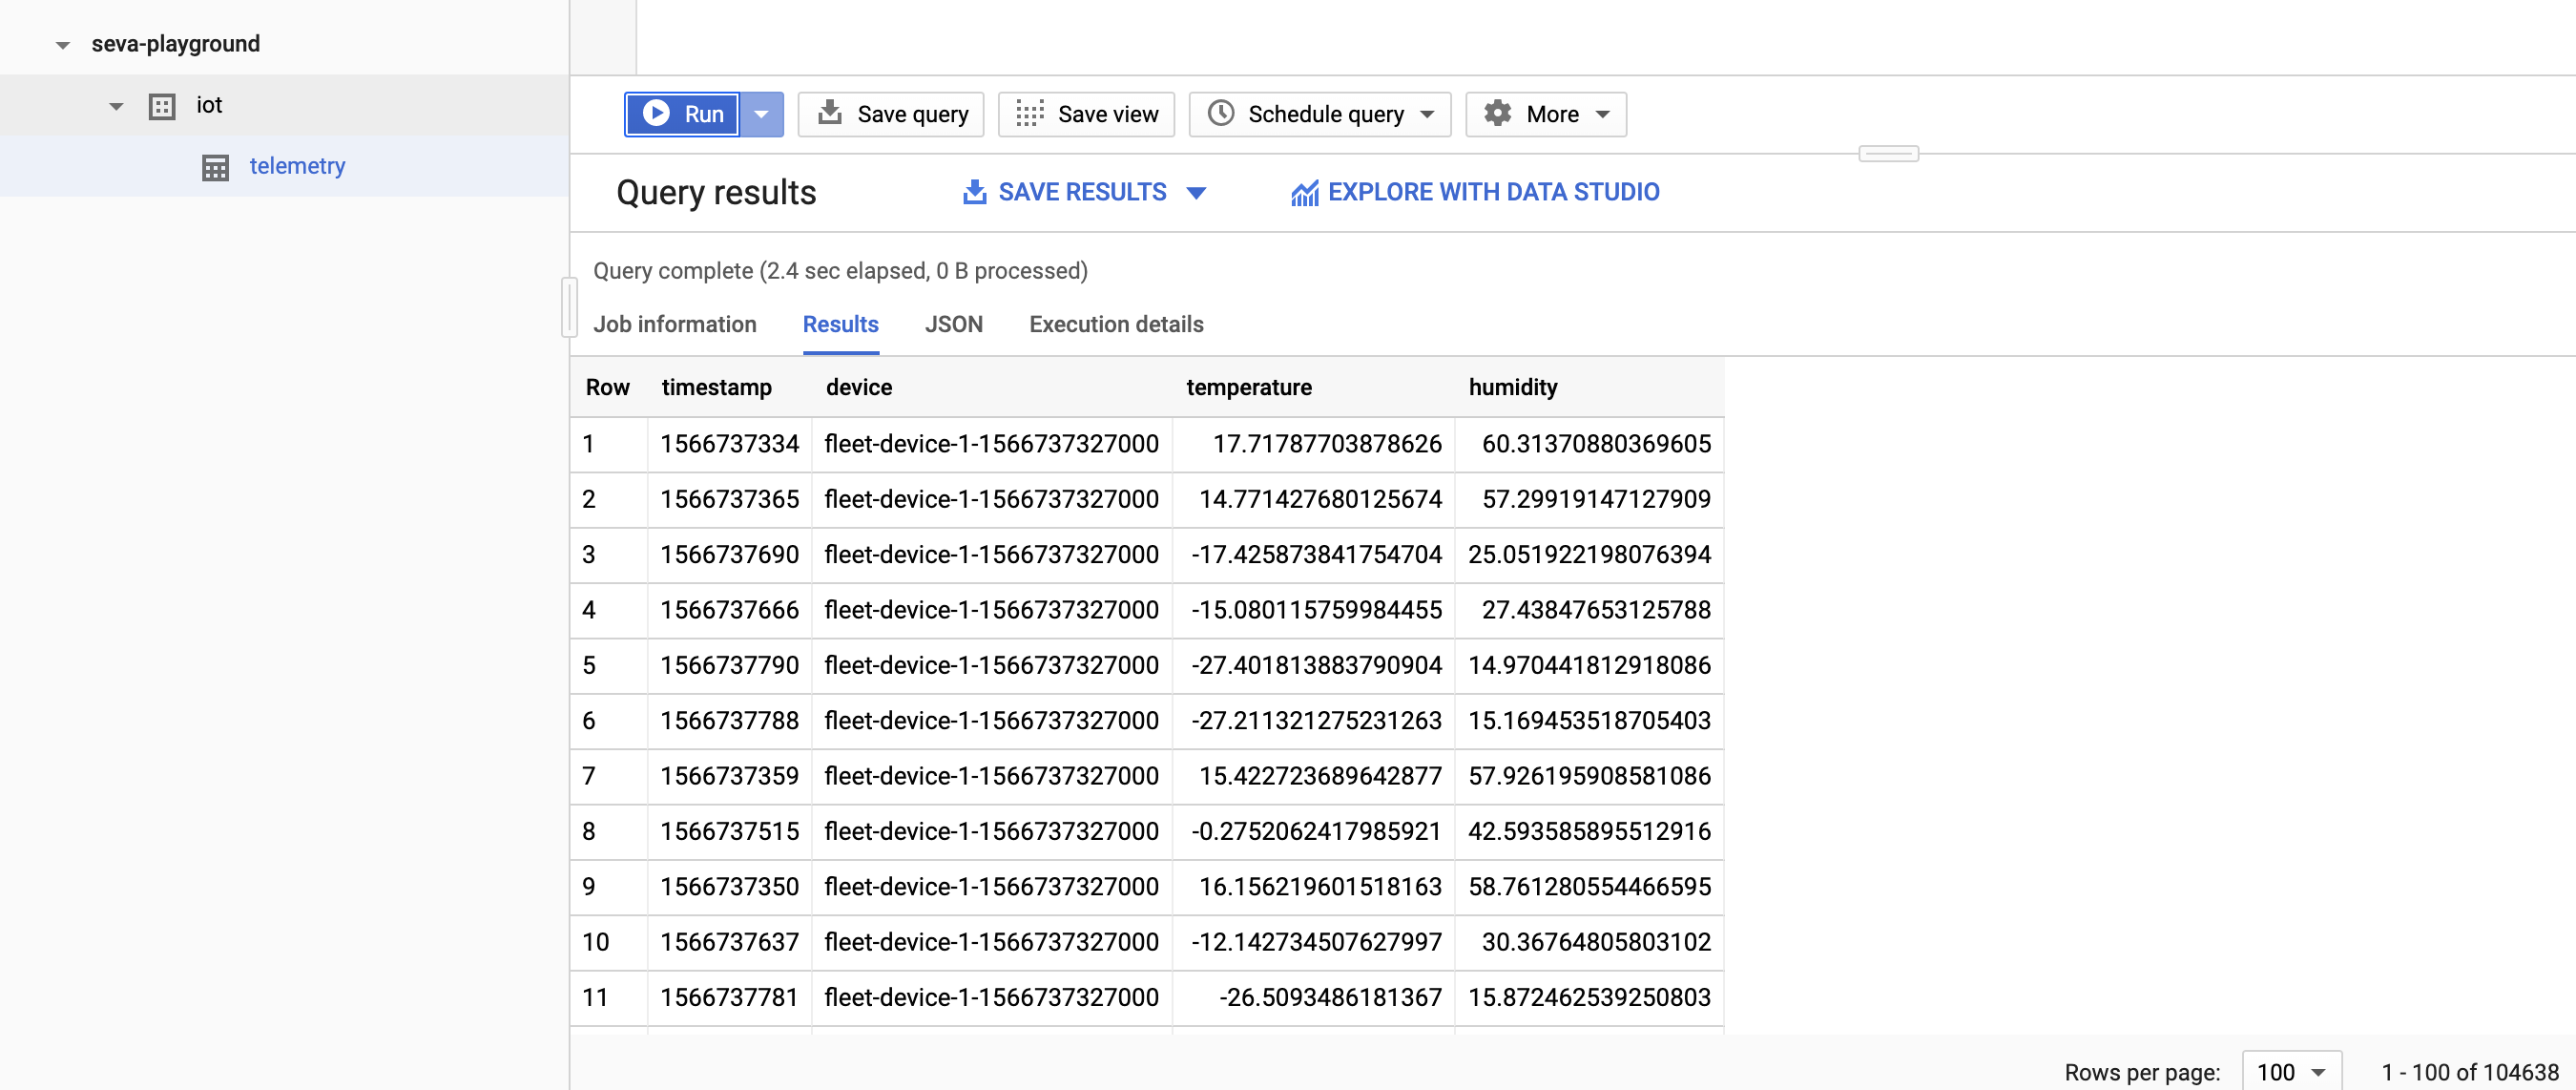 seva-playground
iot
telemetry
Run Save query Save view Schedule query More
Query results SAVE RESULTS EXPLORE WITH DATA STUDIO
Query complete (2.4 sec elapsed, 0 B processed)
Job information Results JSON Execution details
Row timestamp device temperature humidity
1 1566737334 fleet-device-1-1566737327000 17.71787703878626 60.31370880369605
2 1566737365 fleet-device-1-1566737327000 14.771427680125674 57.29919147127909
3 1566737690 fleet-device-1-1566737327000 -17.425873841754704 25.051922198076394
4 1566737666 fleet-device-1-1566737327000 -15.080115759984455 27.43847653125788
5 1566737790 fleet-device-1-1566737327000 -27.401813883790904 14.970441812918086
6 1566737788 fleet-device-1-1566737327000 -27.211321275231263 15.169453518705403
7 1566737359 fleet-device-1-1566737327000 15.422723689642877 57.926195908581086
8 1566737515 fleet-device-1-1566737327000 -0.2752062417985921 42.593585895512916
9 1566737350 fleet-device-1-1566737327000 16.156219601518163 58.761280554466595
10 1566737637 fleet-device-1-1566737327000 -12.142734507627997 30.36764805803102
11 1566737781 fleet-device-1-1566737327000 -26.5093486181367 15.872462539250803
Rows per page: 100 1 - 100 of 104638